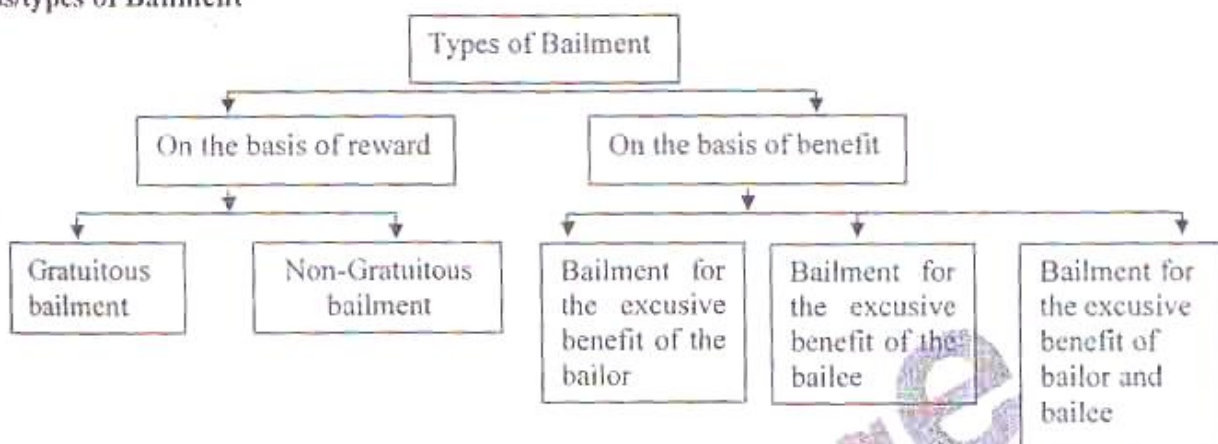 types of Bailment
Types of Bailment
On the basis of reward
On the basis of benefit
Gratuitous
bailment
Non-Gratuitous
bailment
Bailment for
the excusive
benefit of the
bailor
Bailment for
the excusive
benefit of the
bailee
Bailment for
the excusive
benefit of
bailor and
bailee